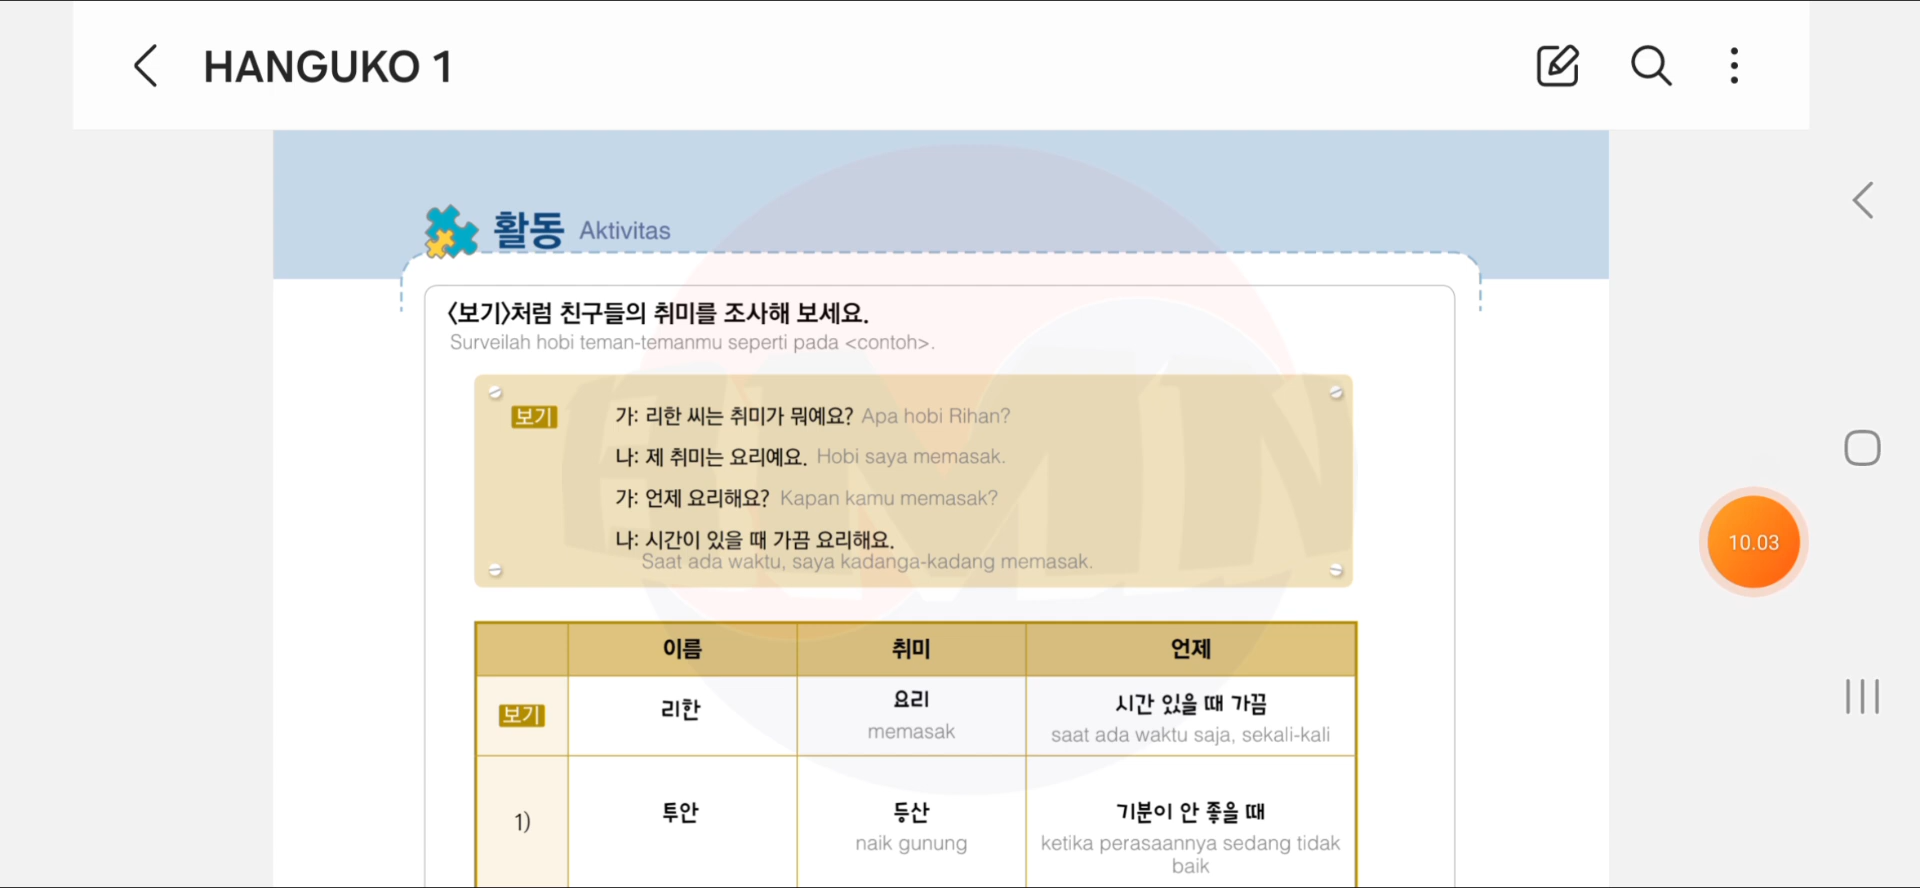 HANGUKO 1
활동 Aktivitas
<보기>처럼 친구들의 취미를 조사해 보세요.
Surveilah hobi teman-temanmu seperti pada <contoh>.
보기
가: 리한 씨는 취미가 뭐예요? Apa hobi Rihan?
나: 제 취미는 요리예요. Hobi saya memasak.
가: 언제 요리해요? Kapan kamu memasak?
나: 시간이 있을 때 가끔 요리해요.
Saat ada waktu, saya kadanga-kadang memasak.
이름 취미 언제
보기 리한 요리 시간 있을 때 가끔
memasak saat ada waktu saja, sekali-kali
1) 투안 등산 기분이 안 좋을 때
naik gunung ketika perasaannya sedang tidak
baik
10.03